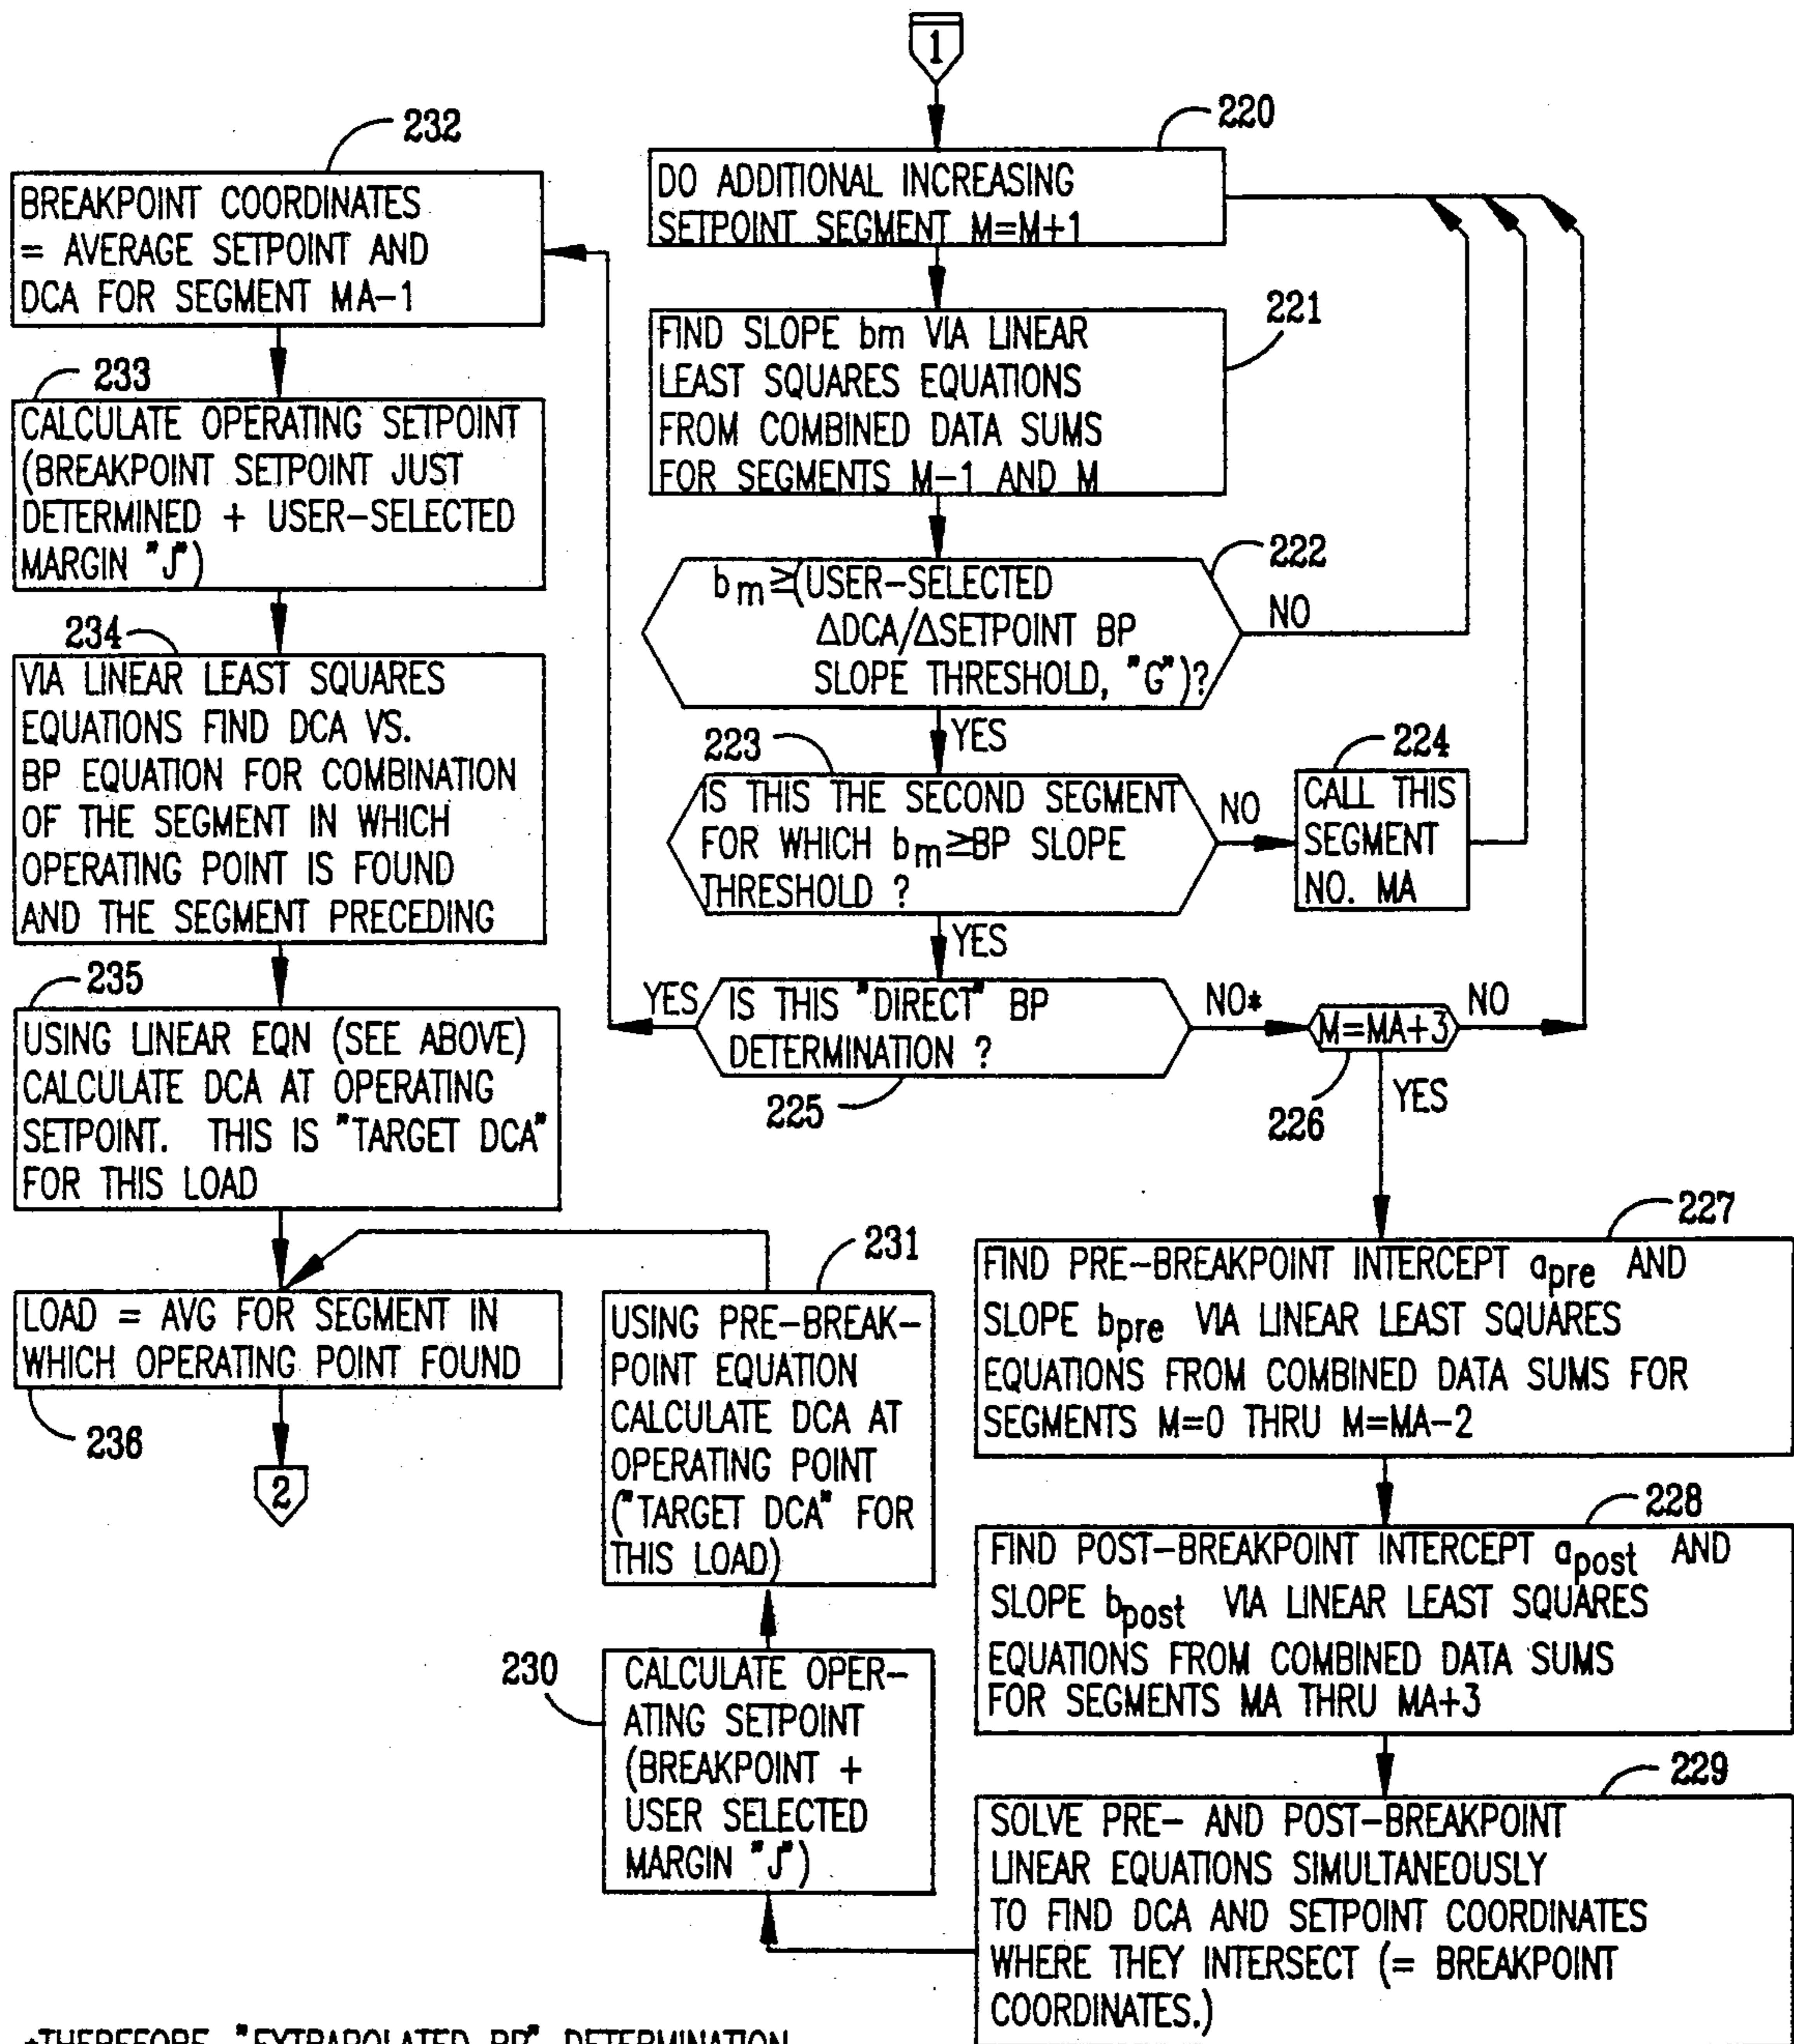 1
220
DO ADDITIONAL INCREASING
SETPOINT SEGMENT M=M+1
221
FIND SLOPE bm VIA LINEAR
LEAST SQUARES EQUATIONS
FROM COMBINED DATA SUMS
FOR SEGMENTS M-1 AND M
222
bm≥(USER-SELECTED
ΔDCA/ΔSETPOINT BP
SLOPE THRESHOLD, "G")?
NO
YES
223
IS THIS THE SECOND SEGMENT
FOR WHICH bm≥BP SLOPE
THRESHOLD ?
NO
224
CALL THIS
SEGMENT
NO. MA
YES
IS THIS "DIRECT" BP
DETERMINATION ?
225
YES
NO*
M=MA+3
226
NO
YES
227
FIND PRE-BREAKPOINT INTERCEPT apre AND
SLOPE bpre VIA LINEAR LEAST SQUARES
EQUATIONS FROM COMBINED DATA SUMS FOR
SEGMENTS M=0 THRU M=MA-2
228
FIND POST-BREAKPOINT INTERCEPT apost AND
SLOPE bpost VIA LINEAR LEAST SQUARES
EQUATIONS FROM COMBINED DATA SUMS
FOR SEGMENTS MA THRU MA+3
229
SOLVE PRE- AND POST-BREAKPOINT
LINEAR EQUATIONS SIMULTANEOUSLY
TO FIND DCA AND SETPOINT COORDINATES
WHERE THEY INTERSECT (= BREAKPOINT
COORDINATES.)
230
CALCULATE OPER-
ATING SETPOINT
(BREAKPOINT +
USER SELECTED
MARGIN "J")
231
USING PRE-BREAK-
POINT EQUATION
CALCULATE DCA AT
OPERATING POINT
("TARGET DCA" FOR
THIS LOAD)
232
BREAKPOINT COORDINATES
= AVERAGE SETPOINT AND
DCA FOR SEGMENT MA-1
233
CALCULATE OPERATING SETPOINT
(BREAKPOINT SETPOINT JUST
DETERMINED + USER-SELECTED
MARGIN "J")
234
VIA LINEAR LEAST SQUARES
EQUATIONS FIND DCA VS.
BP EQUATION FOR COMBINATION
OF THE SEGMENT IN WHICH
OPERATING POINT IS FOUND
AND THE SEGMENT PRECEDING
235
USING LINEAR EQN (SEE ABOVE)
CALCULATE DCA AT OPERATING
SETPOINT. THIS IS "TARGET DCA"
FOR THIS LOAD
LOAD = AVG FOR SEGMENT IN
WHICH OPERATING POINT FOUND
236
2
*THEREFORE "EXTRAPOLATED BP" DETERMINATION